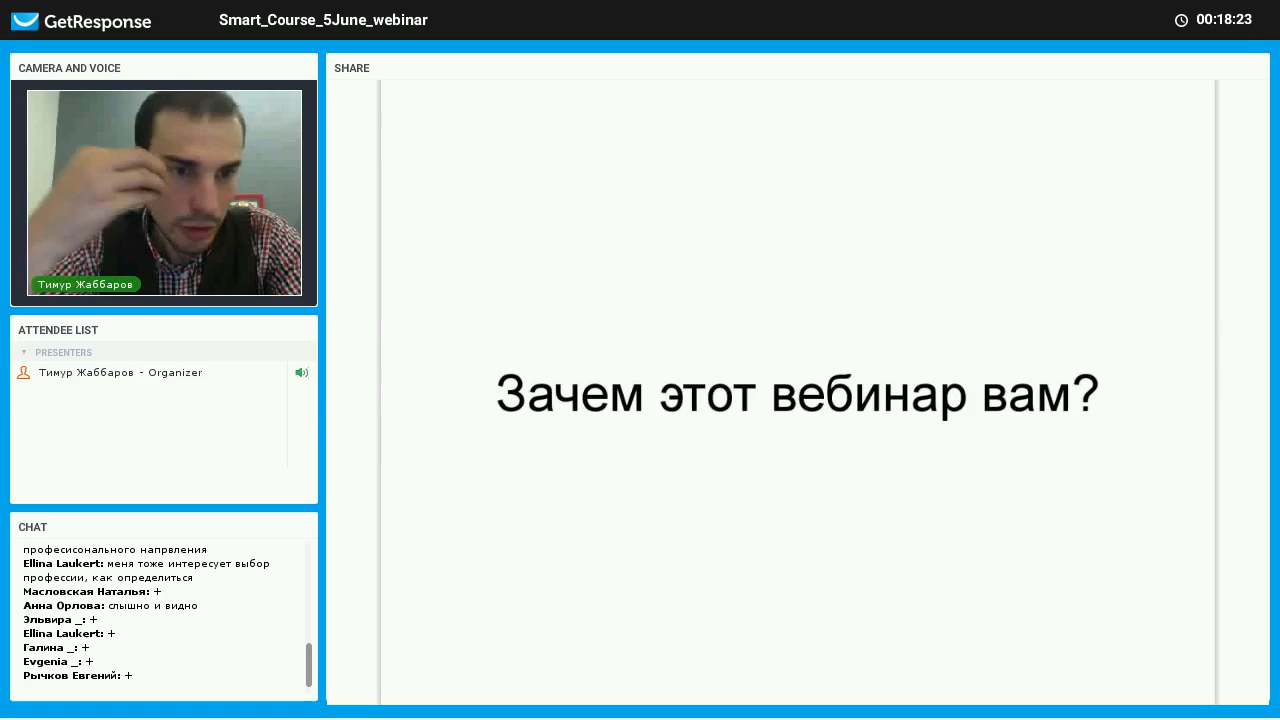 GetResponse
Smart_Course_5June_webinar
00:18:23
CAMERA AND VOICE
Тимур Жаббаров
ATTENDEE LIST
PRESENTERS
Тимур Жаббаров - Organizer
CHAT
професисонального напрвления
Ellina Laukert: меня тоже интересует выбор
профессии, как определиться
Масловская Наталья: +
Анна Орлова: слышно и видно
Эльвира _: +
Ellina Laukert: +
Галина _: +
Evgenia _: +
Рычков Евгений: +
SHARE
Зачем этот вебинар вам?